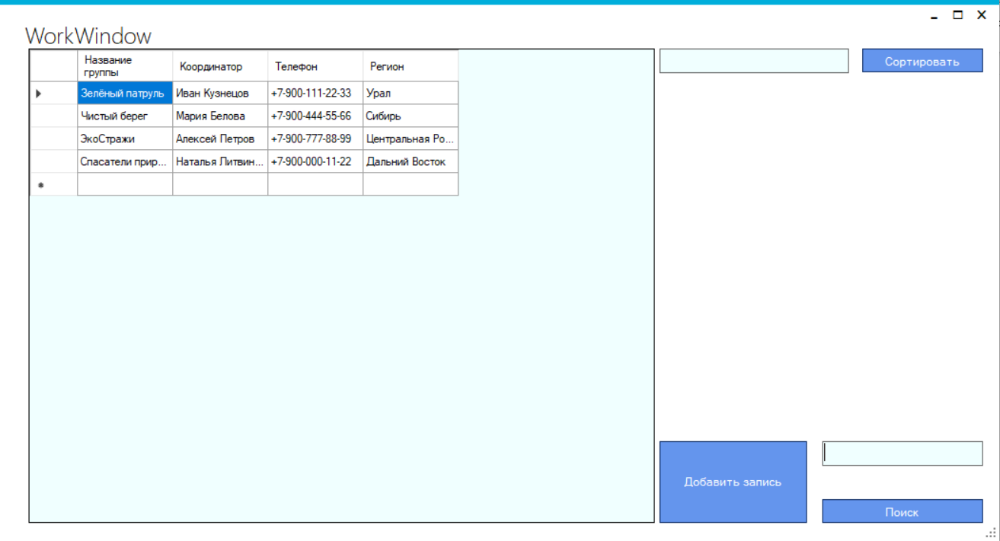 WorkWindow
Название группы Координатор Телефон Регион
Зелёный патруль Иван Кузнецов +7-900-111-22-33 Урал
Чистый берег Мария Белова +7-900-444-55-66 Сибирь
ЭкоСтражи Алексей Петров +7-900-777-88-99 Центральная Ро...
Спасатели прир... Наталья Литвин... +7-900-000-11-22 Дальний Восток
Сортировать
Добавить запись
Поиск